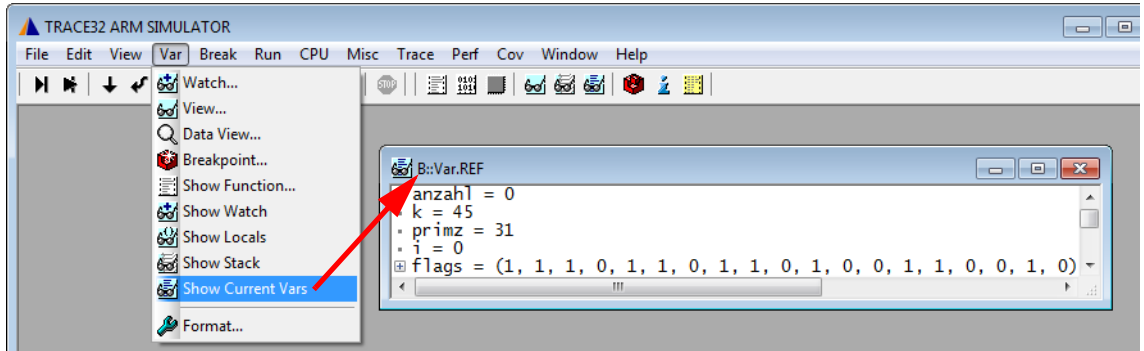 TRACE32 ARM SIMULATOR
File Edit View Var Break Run CPU Misc Trace Perf Cov Window Help
STOP
0101
1010
Watch...
View...
Data View...
Breakpoint...
Show Function...
Show Watch
Show Locals
Show Stack
Show Current Vars
Format...
B::Var.REF
anzahl = 0
k = 45
primz = 31
i = 0
flags = (1, 1, 1, 0, 1, 1, 0, 1, 1, 0, 1, 0, 0, 1, 1, 0, 0, 1, 0)